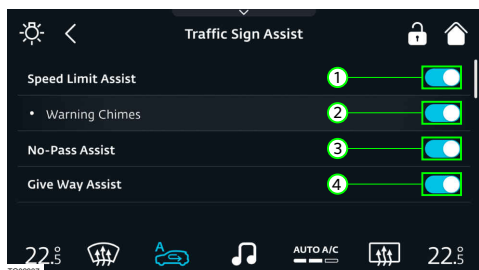 Traffic Sign Assist
Speed Limit Assist
1
• Warning Chimes
2
No-Pass Assist
3
Give Way Assist
4
22.5° A AUTO A/C 22.5°